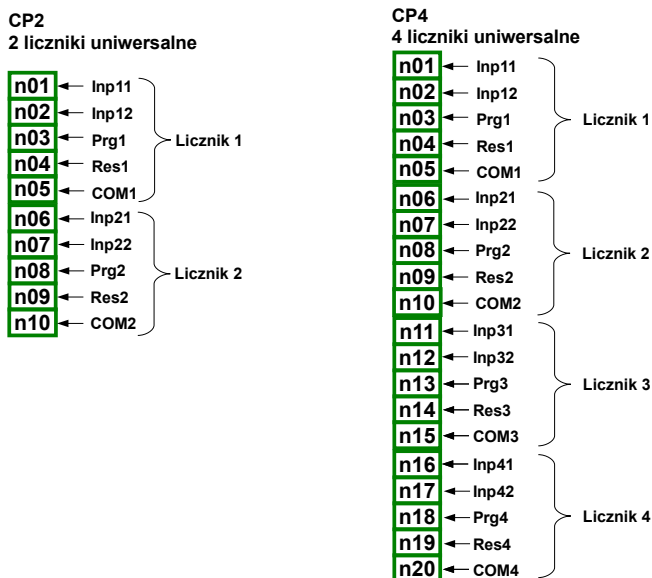 CP2
2 liczniki uniwersalne
n01 Inp11
n02 Inp12
n03 Prg1
n04 Res1
n05 COM1
Licznik 1
n06 Inp21
n07 Inp22
n08 Prg2
n09 Res2
n10 COM2
Licznik 2
CP4
4 liczniki uniwersalne
n01 Inp11
n02 Inp12
n03 Prg1
n04 Res1
n05 COM1
Licznik 1
n06 Inp21
n07 Inp22
n08 Prg2
n09 Res2
n10 COM2
Licznik 2
n11 Inp31
n12 Inp32
n13 Prg3
n14 Res3
n15 COM3
Licznik 3
n16 Inp41
n17 Inp42
n18 Prg4
n19 Res4
n20 COM4
Licznik 4